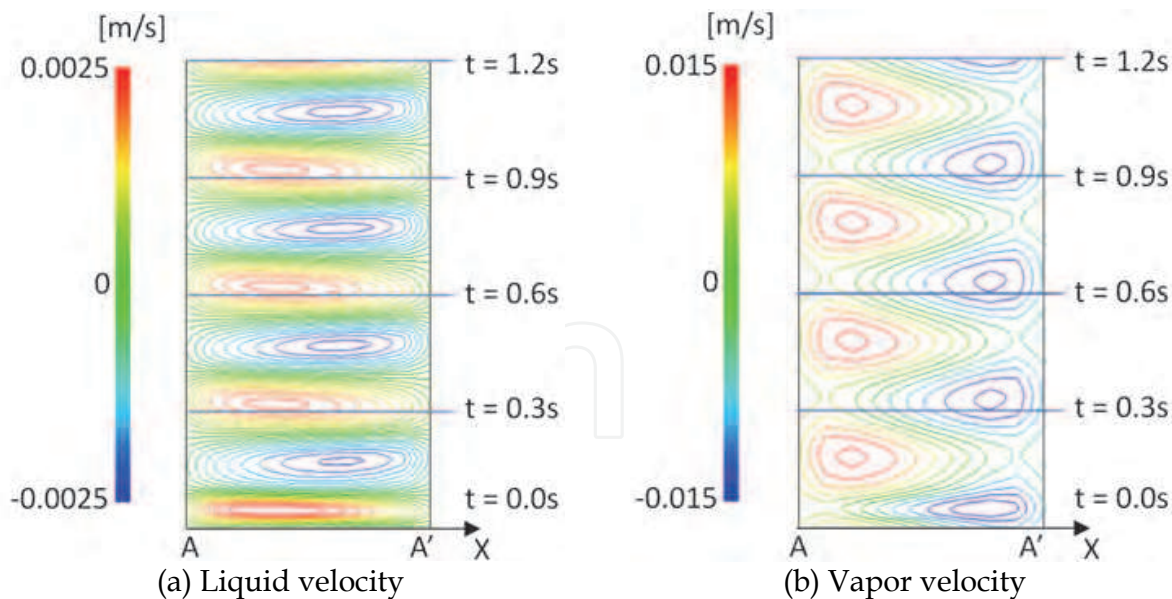 [m/s]
0.0025
0
-0.0025
t = 1.2s
t = 0.9s
t = 0.6s
t = 0.3s
t = 0.0s
A
A'
X
(a) Liquid velocity
[m/s]
0.015
0
-0.015
t = 1.2s
t = 0.9s
t = 0.6s
t = 0.3s
t = 0.0s
A
A'
X
(b) Vapor velocity